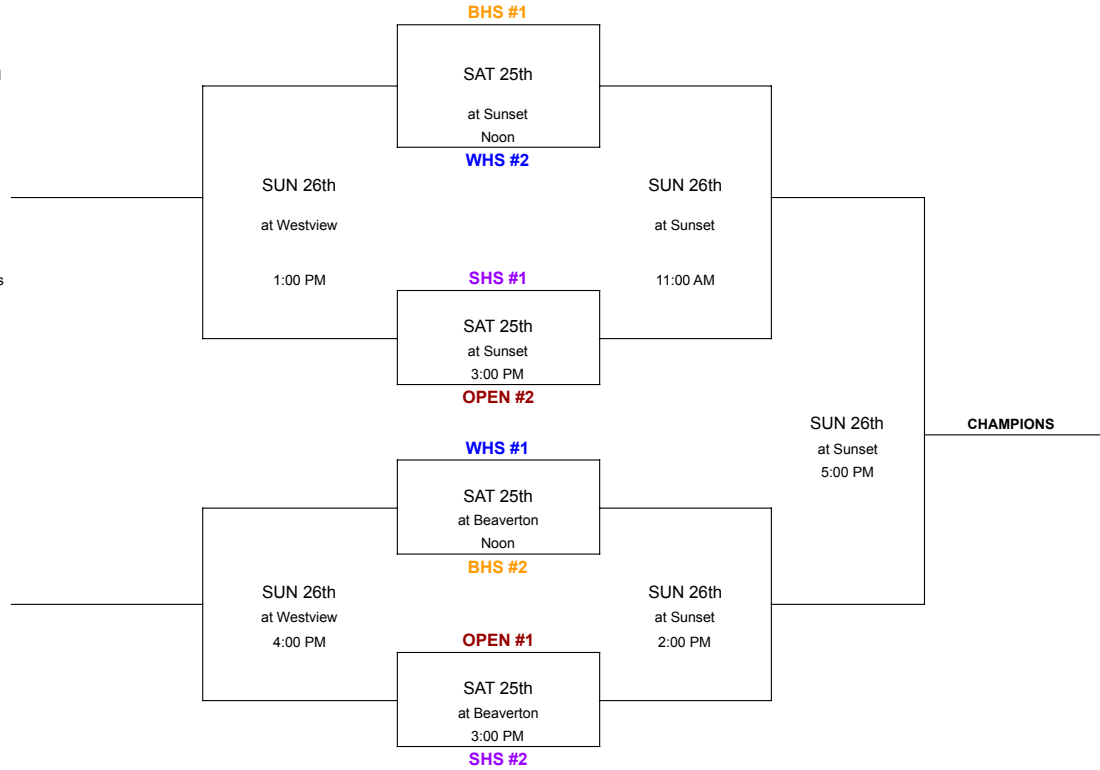 BHS #1
SAT 25th
at Sunset
Noon
WHS #2
SUN 26th
at Westview
1:00 PM
SUN 26th
at Sunset
11:00 AM
SHS #1
SAT 25th
at Sunset
3:00 PM
OPEN #2
SUN 26th
at Sunset
5:00 PM
CHAMPIONS
WHS #1
SAT 25th
at Beaverton
Noon
BHS #2
SUN 26th
at Westview
4:00 PM
SUN 26th
at Sunset
2:00 PM
OPEN #1
SAT 25th
at Beaverton
3:00 PM
SHS #2